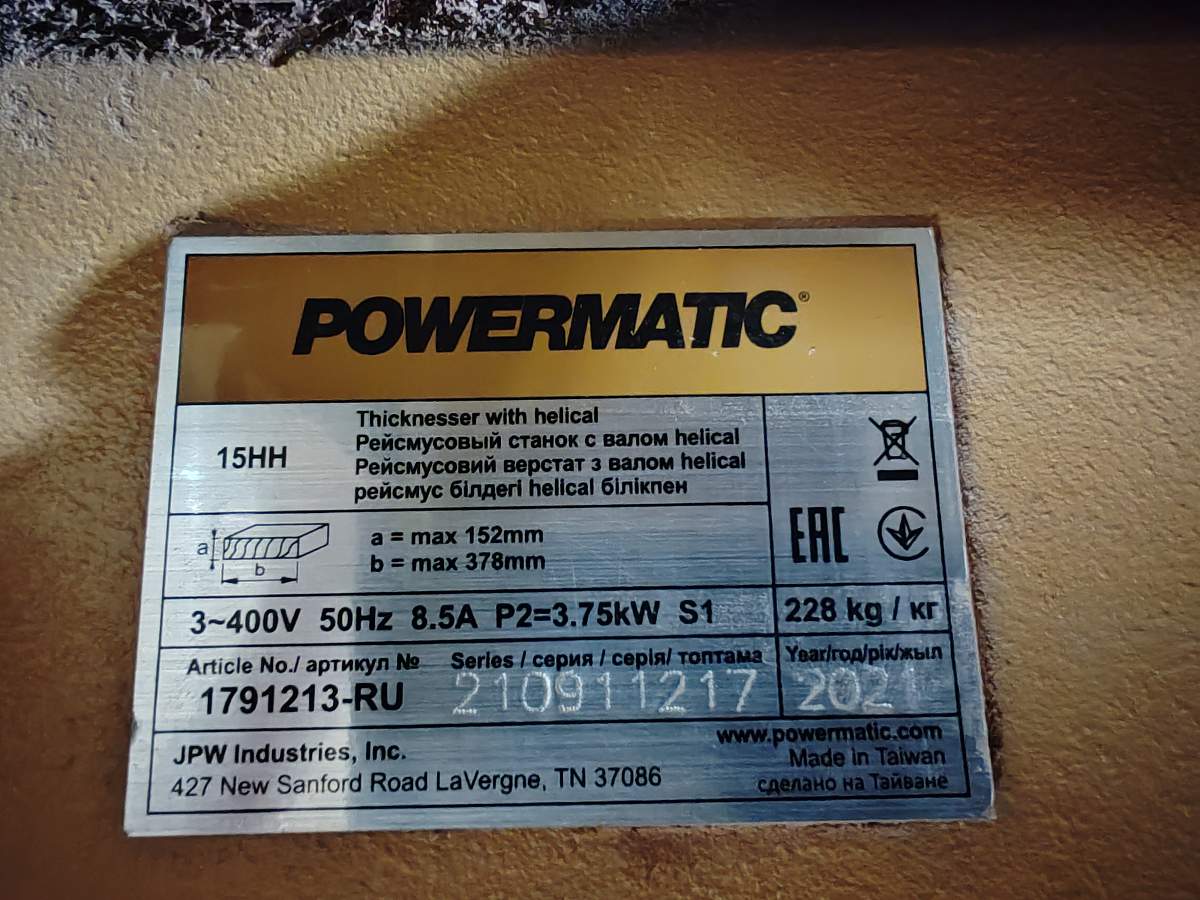 POWERMATIC®
15HH
Thicknesser with helical
Рейсмусовый станок с валом helical
Рейсмусовий верстат з валом helical
рейсмус білдегі helical білікпен
a
b
a = max 152mm
b = max 378mm
EAC
3~400V 50Hz 8.5A P2=3.75kW S1
228 kg / кг
Article No./ артикул №
1791213-RU
Series / серия / серія/ топтама
210911217
Year/год/рік/жыл
2021
JPW Industries, Inc.
427 New Sanford Road LaVergne, TN 37086
www.powermatic.com
Made in Taiwan
сделано на Тайване